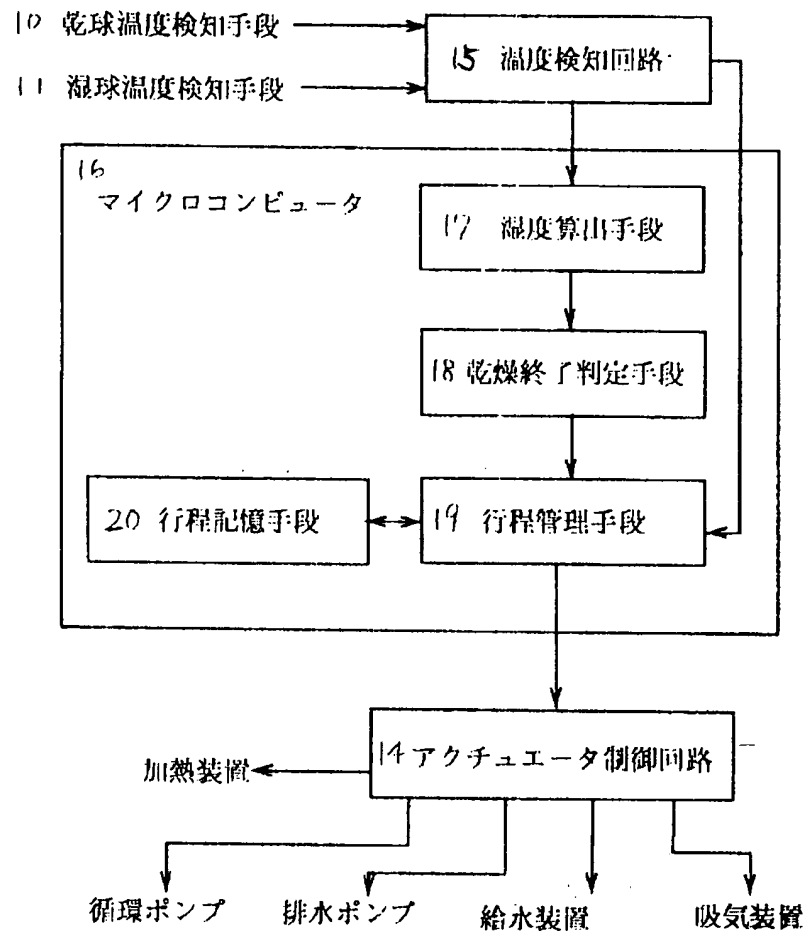 10 乾球温度検知手段
15 温度検知回路
11 湿球温度検知手段
16
マイクロコンピュータ
17 湿度算出手段
18 乾燥終了判定手段
20 行程記憶手段
19 行程管理手段
14 アクチュエータ制御回路
加熱装置
循環ポンプ
排水ポンプ
給水装置
吸気装置